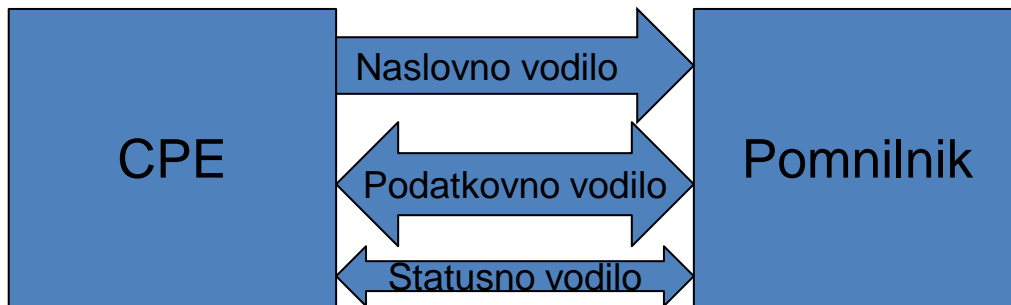 Naslovno vodilo
CPE
Pomnilnik
Podatkovno vodilo
Statusno vodilo